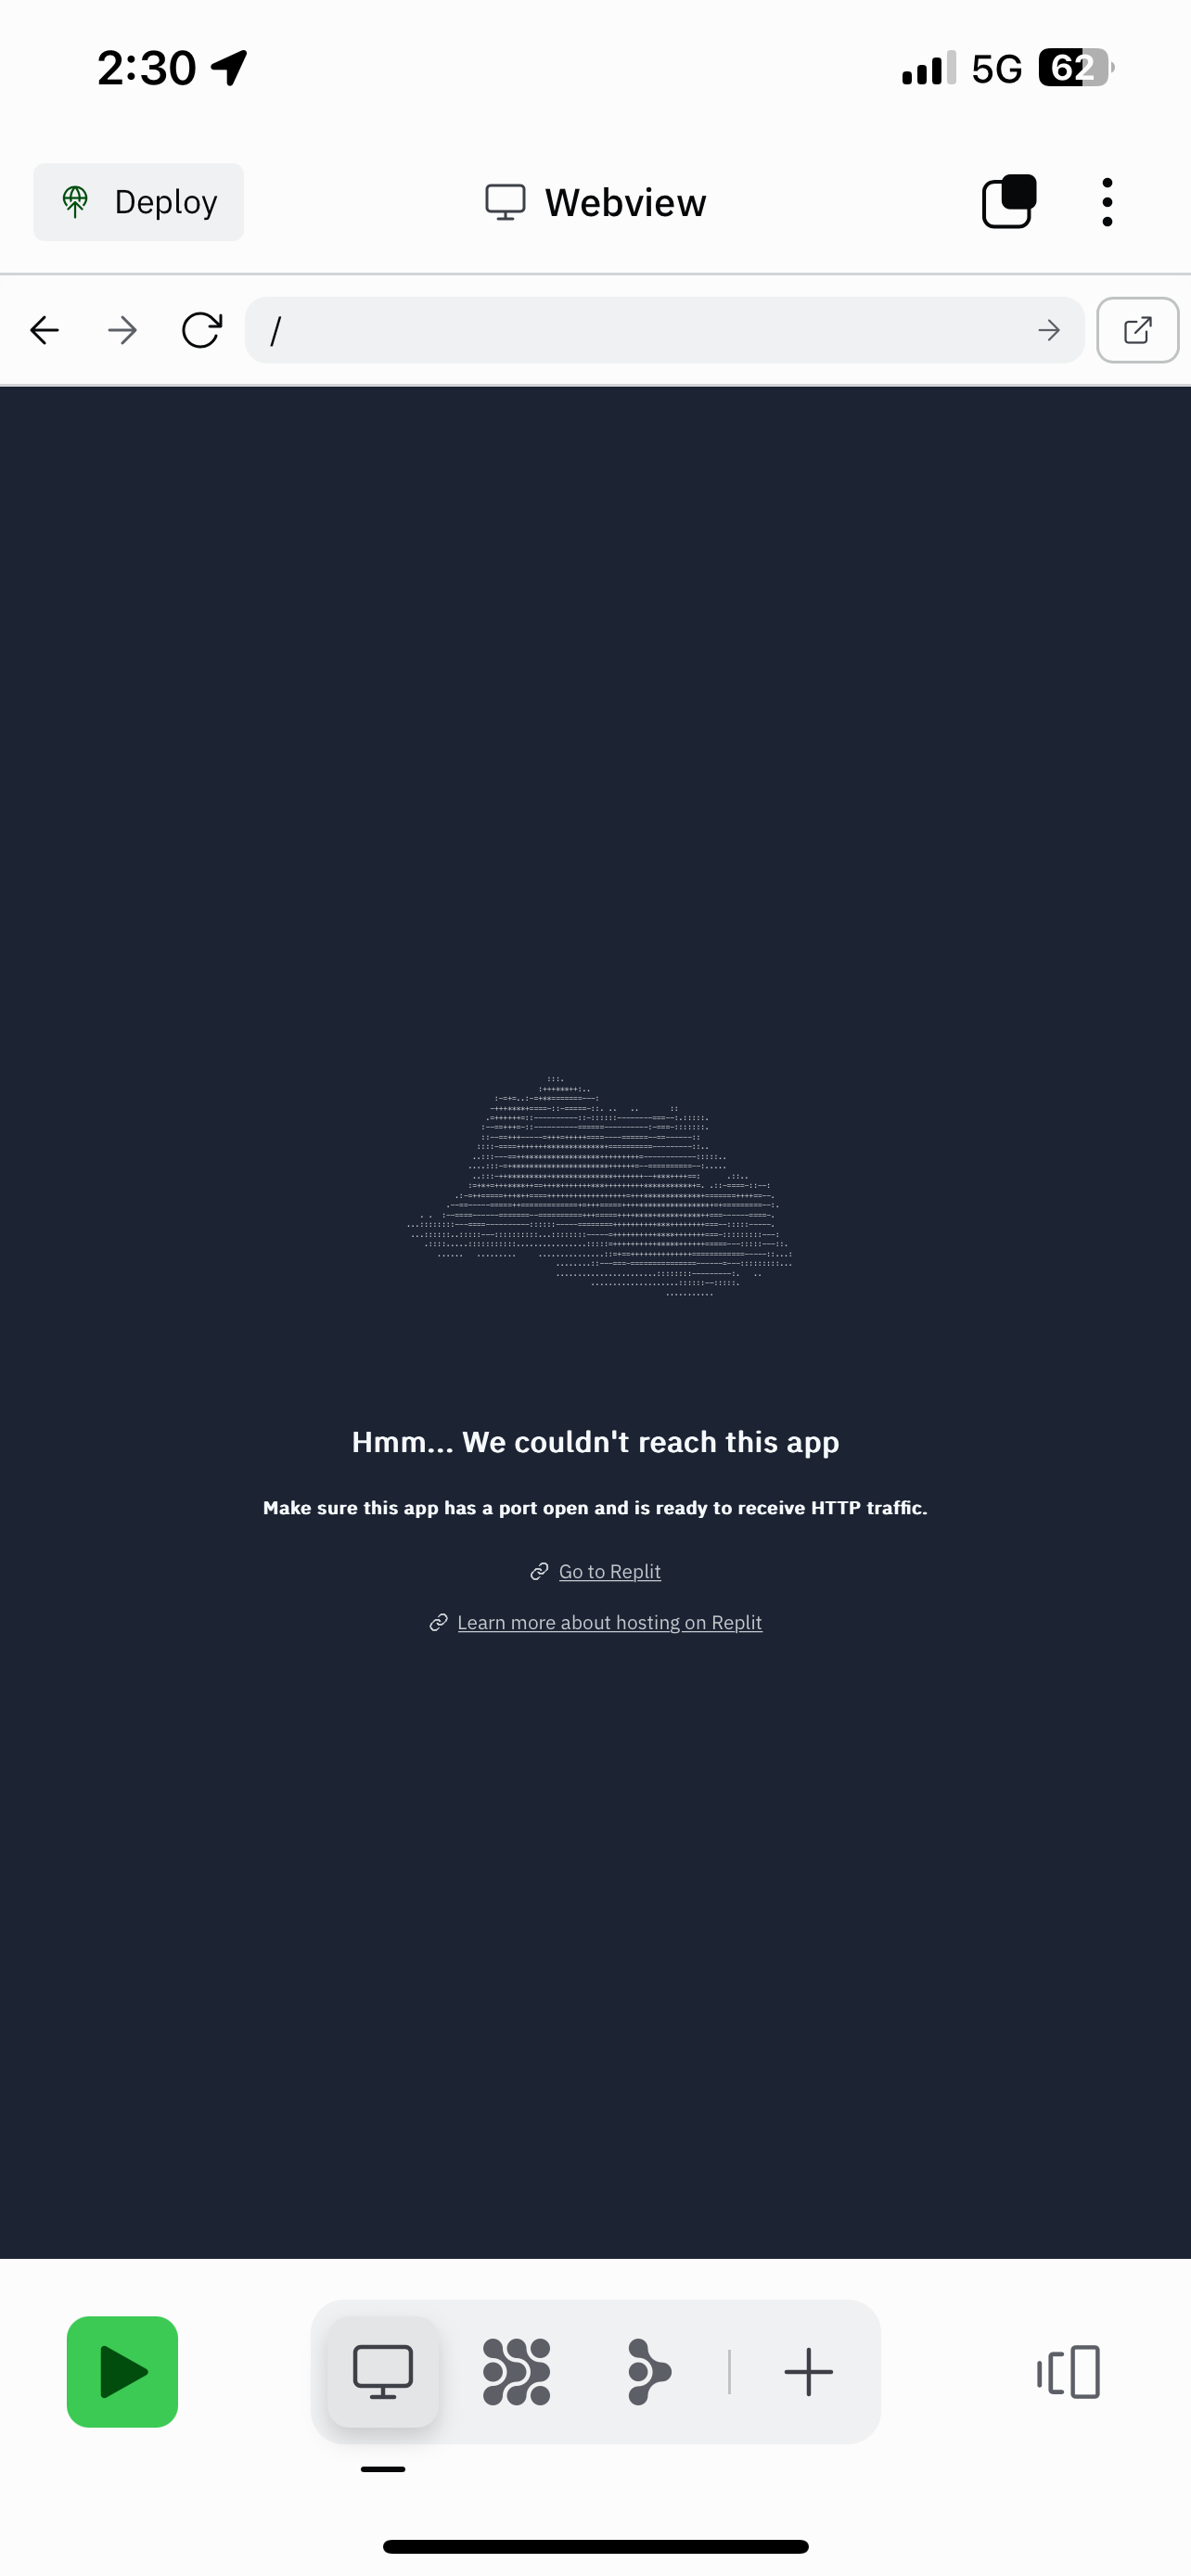 2:30
5G
62
Deploy
Webview
/
Hmm... We couldn't reach this app
Make sure this app has a port open and is ready to receive HTTP traffic.
Go to Replit
Learn more about hosting on Replit